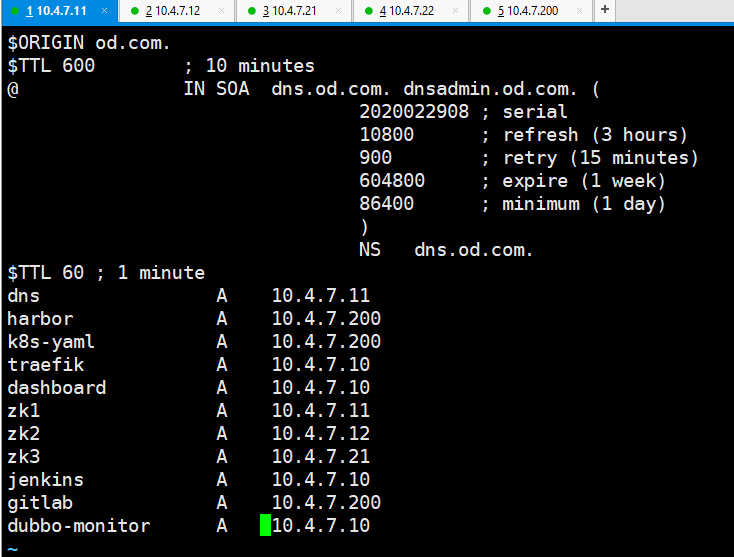 1 10.4.7.11 × 2 10.4.7.12 × 3 10.4.7.21 × 4 10.4.7.22 × 5 10.4.7.200 × +
$ORIGIN od.com.
$TTL 600        ; 10 minutes
@               IN SOA  dns.od.com. dnsadmin.od.com. (
                                2020022908 ; serial
                                10800      ; refresh (3 hours)
                                900        ; retry (15 minutes)
                                604800     ; expire (1 week)
                                86400      ; minimum (1 day)
                                )
                                NS   dns.od.com.
$TTL 60 ; 1 minute
dns                A    10.4.7.11
harbor             A    10.4.7.200
k8s-yaml           A    10.4.7.200
traefik            A    10.4.7.10
dashboard          A    10.4.7.10
zk1                A    10.4.7.11
zk2                A    10.4.7.12
zk3                A    10.4.7.21
jenkins            A    10.4.7.10
gitlab             A    10.4.7.200
dubbo-monitor      A    10.4.7.10
~